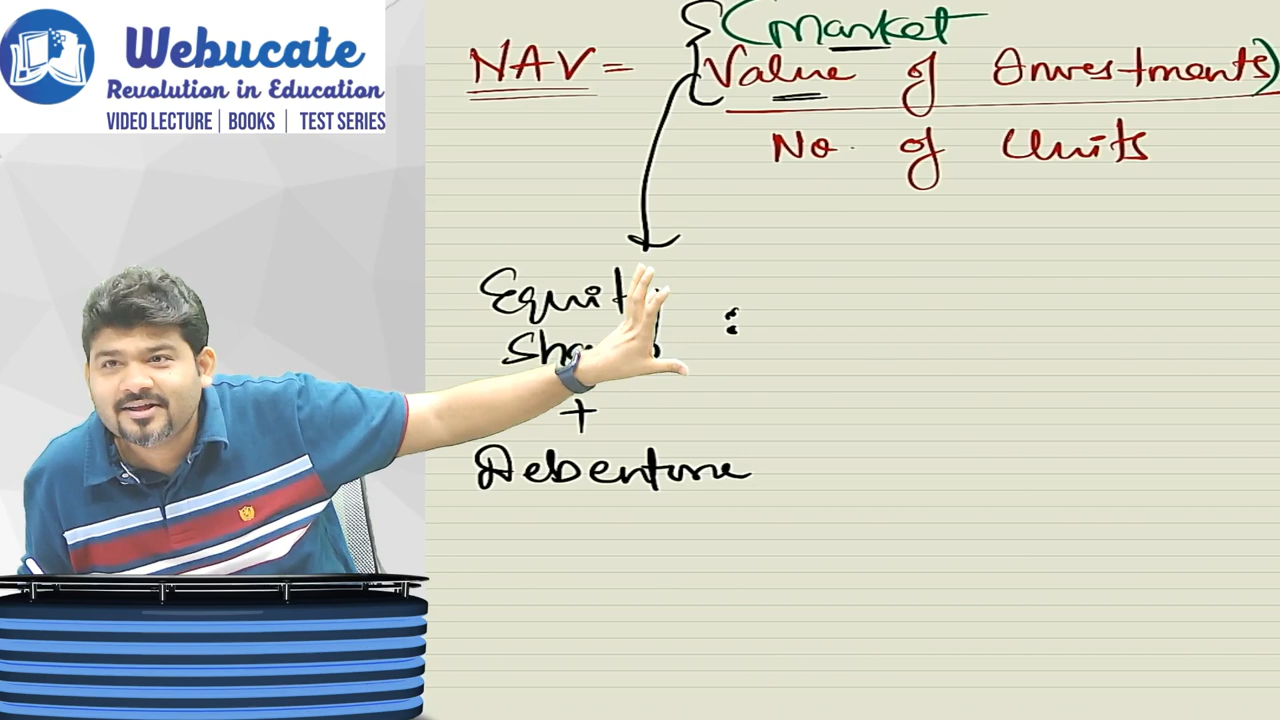 Webucate
Revolution in Education
VIDEO LECTURE | BOOKS | TEST SERIES
(market
NAV = Value of Investments)
No. of Units
+
Debenture